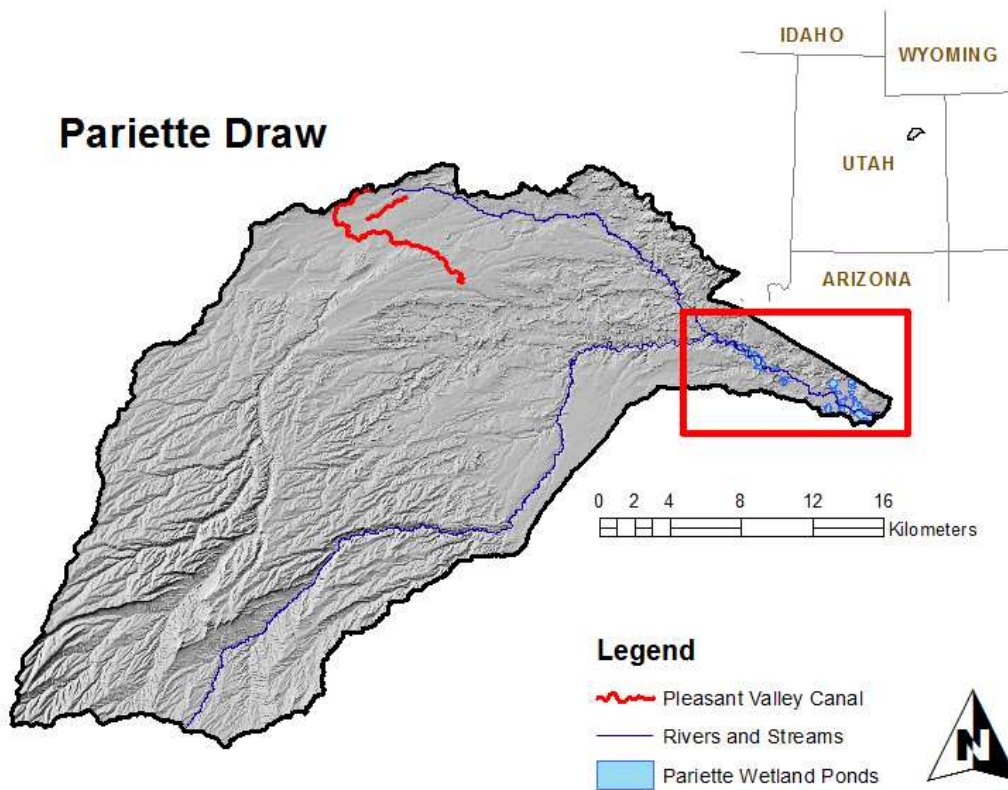 IDAHO
WYOMING
Pariette Draw
UTAH
ARIZONA
0 2 4 8 12 16
Kilometers
Legend
Pleasant Valley Canal
Rivers and Streams
Pariette Wetland Ponds
N